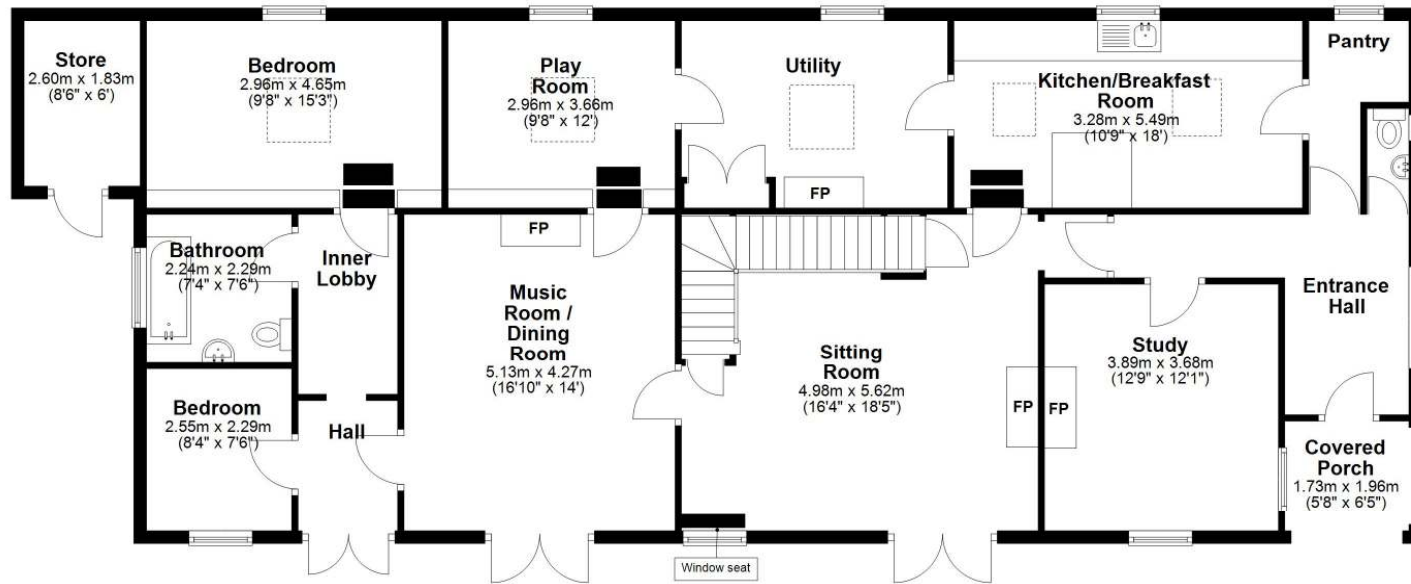 Store
2.60m x 1.83m
(8'6" x 6')
Bedroom
2.96m x 4.65m
(9'8" x 15'3")
Play
Room
2.96m x 3.66m
(9'8" x 12')
Utility
Kitchen/Breakfast
Room
3.28m x 5.49m
(10'9" x 18')
Pantry
FP
Bathroom
2.24m x 2.29m
(7'4" x 7'6")
Inner
Lobby
FP
Music
Room /
Dining
Room
5.13m x 4.27m
(16'10" x 14')
Sitting
Room
4.98m x 5.62m
(16'4" x 18'5")
FP
FP
Study
3.89m x 3.68m
(12'9" x 12'1")
Entrance
Hall
Bedroom
2.55m x 2.29m
(8'4" x 7'6")
Hall
Covered
Porch
1.73m x 1.96m
(5'8" x 6'5")
Window seat